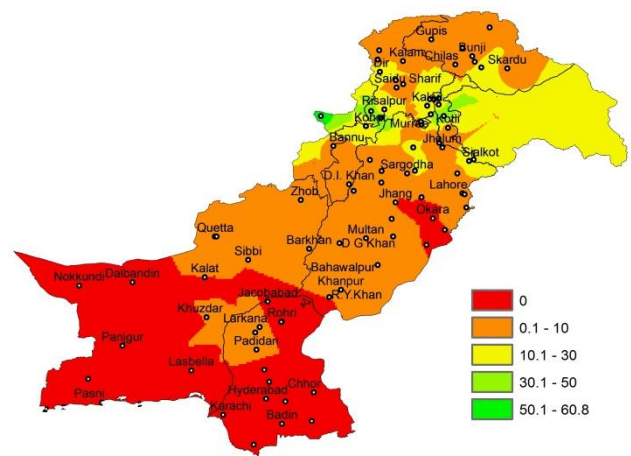 Gupis
Kalam Chilas Bunji
Dir Skardu
Saidu Sharif
Risalpur Kakul
Kohat
Murree Kotli
Bannu Jhelum
Sialkot
Sargodha
D.I. Khan Lahore
Zhob Jhang
Okara
Quetta Multan
Sibbi Barkhan D G Khan
Nokkundi Dalbandin Kalat Bahawalpur
Khanpur
Jacobabad R.Y.Khan
Khuzdar Larkana Rohri
Panjgur Padidan
Lasbella
Pasni Hyderabad Chhor
Karachi Badin
0
0.1 - 10
10.1 - 30
30.1 - 50
50.1 - 60.8